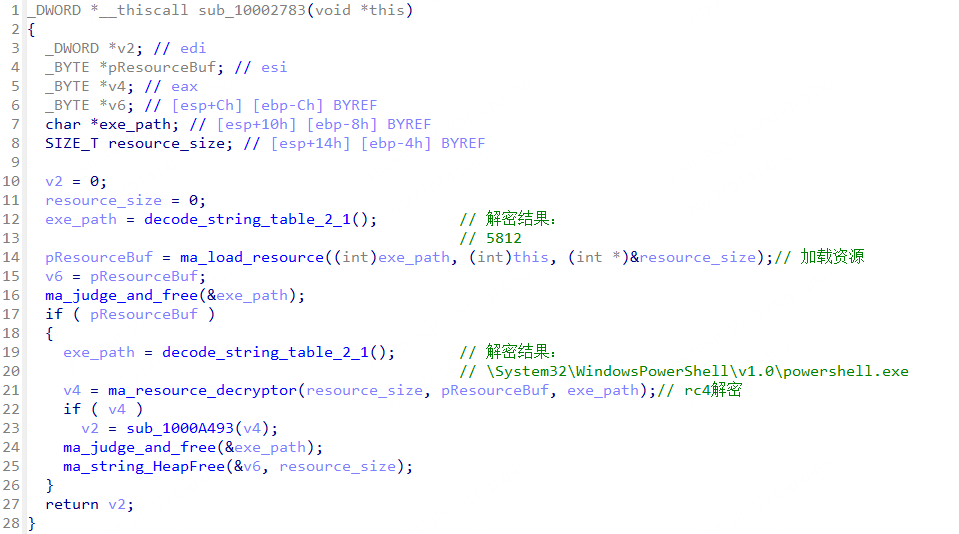 1 _DWORD *__thiscall sub_10002783(void *this)
2 {
3   _DWORD *v2; // edi
4   _BYTE *pResourceBuf; // esi
5   _BYTE *v4; // eax
6   _BYTE *v6; // [esp+Ch] [ebp-Ch] BYREF
7   char *exe_path; // [esp+10h] [ebp-8h] BYREF
8   SIZE_T resource_size; // [esp+14h] [ebp-4h] BYREF
9
10   v2 = 0;
11   resource_size = 0;
12   exe_path = decode_string_table_2_1();          // 解密结果：
13                                                  // 5812
14   pResourceBuf = ma_load_resource((int)exe_path, (int)this, (int *)&resource_size);// 加载资源
15   v6 = pResourceBuf;
16   ma_judge_and_free(&exe_path);
17   if ( pResourceBuf )
18   {
19     exe_path = decode_string_table_2_1();        // 解密结果：
20                                                  // \System32\WindowsPowerShell\v1.0\powershell.exe
21     v4 = ma_resource_decryptor(resource_size, pResourceBuf, exe_path);// rc4解密
22     if ( v4 )
23       v2 = sub_1000A493(v4);
24     ma_judge_and_free(&exe_path);
25     ma_string_HeapFree(&v6, resource_size);
26   }
27   return v2;
28 }